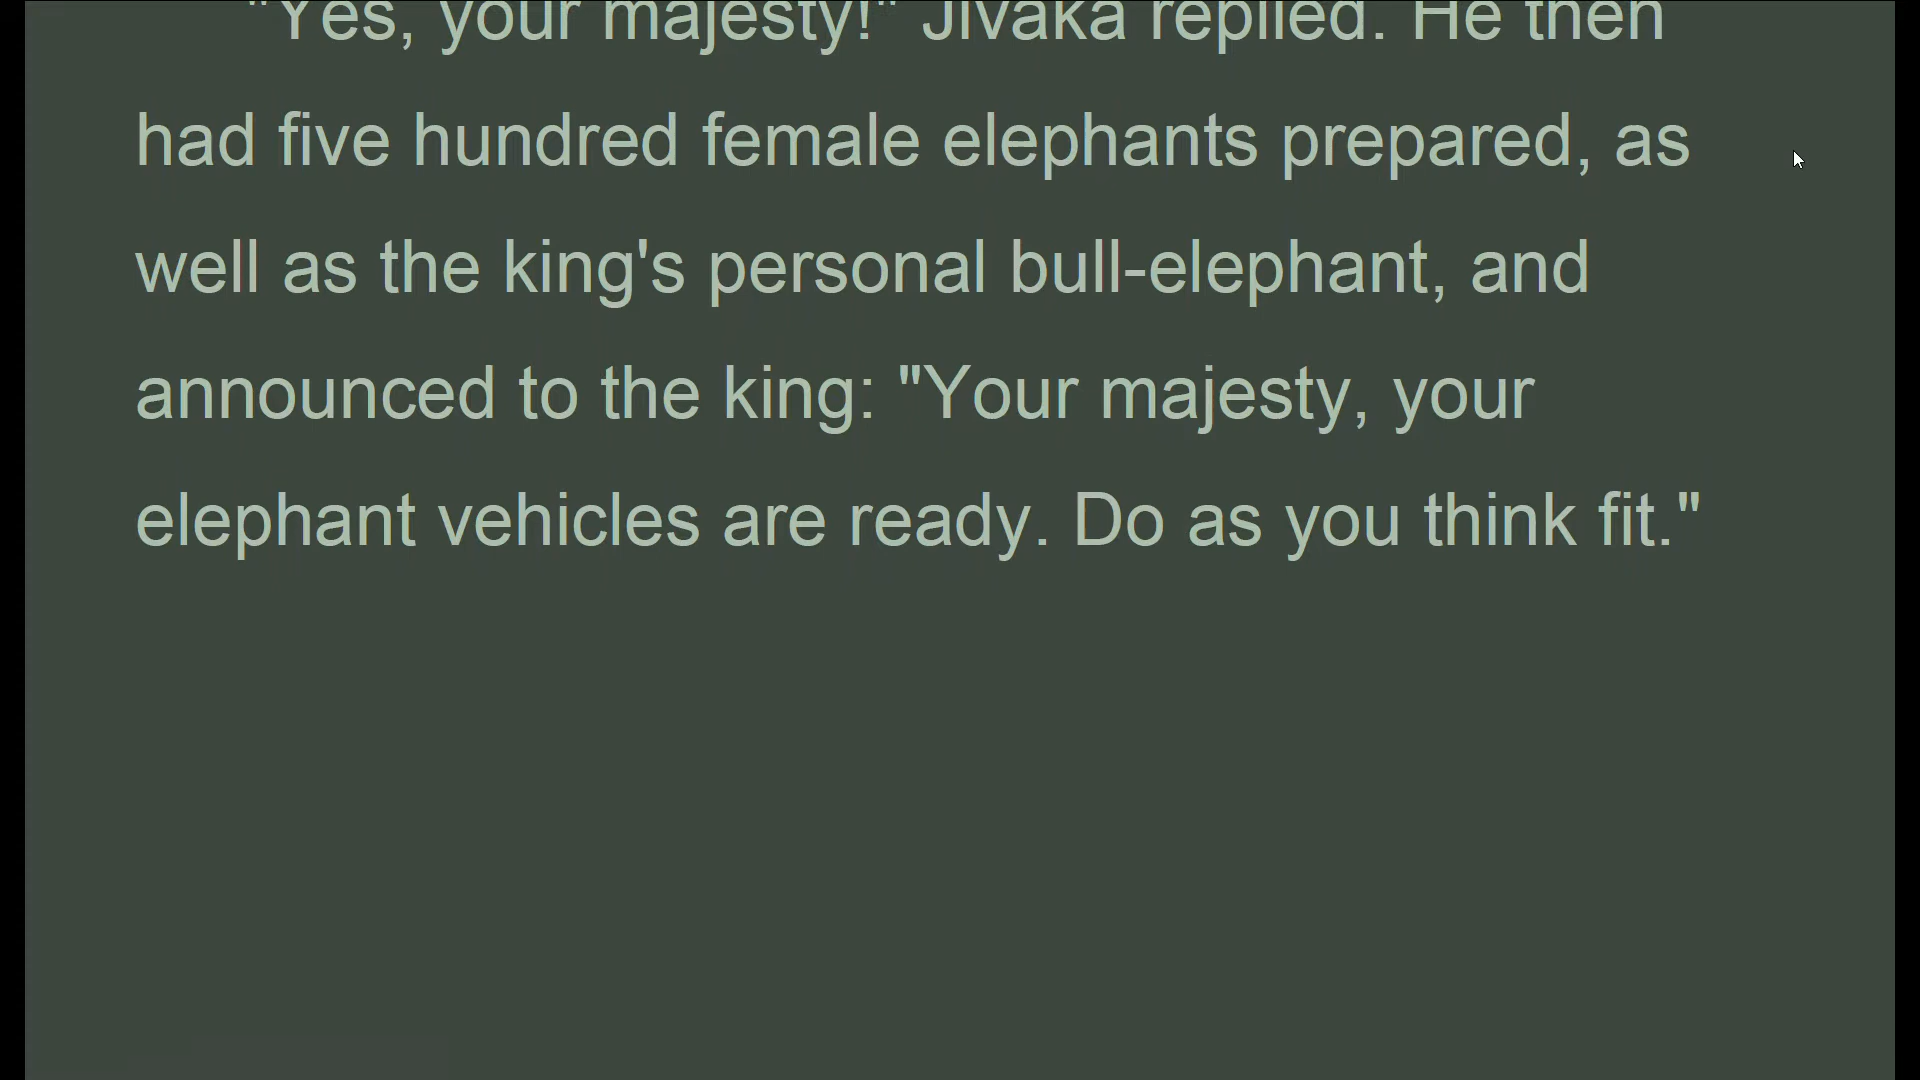 "Yes, your majesty!" Jivaka replied. He then
had five hundred female elephants prepared, as
well as the king's personal bull-elephant, and
announced to the king: "Your majesty, your
elephant vehicles are ready. Do as you think fit."